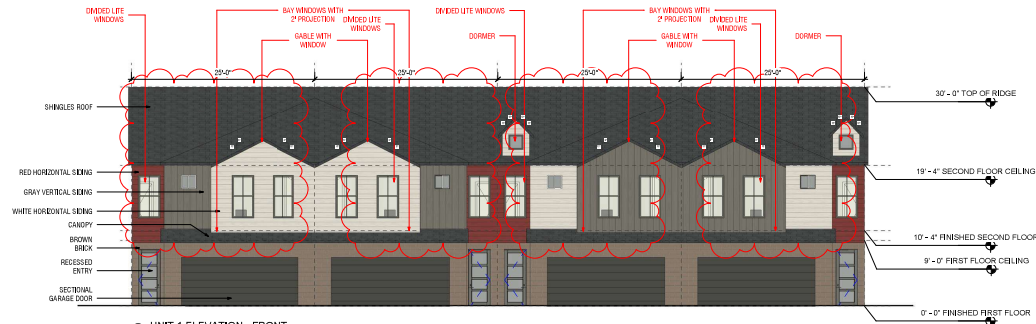 DIVIDED LITE
WINDOWS
BAY WINDOWS WITH
2' PROJECTION
DIVIDED LITE
WINDOWS
GABLE WITH
WINDOW
DIVIDED LITE WINDOWS
DORMER
BAY WINDOWS WITH
2' PROJECTION
DIVIDED LITE
WINDOWS
GABLE WITH
WINDOW
DORMER
25'-0"
25'-0"
25'-0"
25'-0"
SHINGLES ROOF
30' - 0" TOP OF RIDGE
RED HORIZONTAL SIDING
19' - 4" SECOND FLOOR CEILING
GRAY VERTICAL SIDING
WHITE HORIZONTAL SIDING
CANOPY
BROWN
BRICK
10' - 4" FINISHED SECOND FLOOR
9' - 0" FIRST FLOOR CEILING
RECESSED
ENTRY
SECTIONAL
GARAGE DOOR
0' - 0" FINISHED FIRST FLOOR
UNIT 1 ELEVATION - FRONT